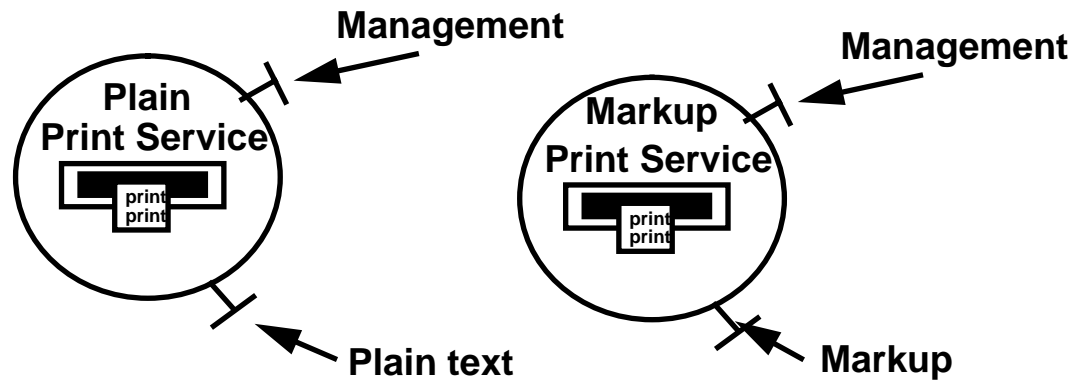 Management
Plain
Print Service
print
print
Plain text
Management
Markup
Print Service
print
print
Markup